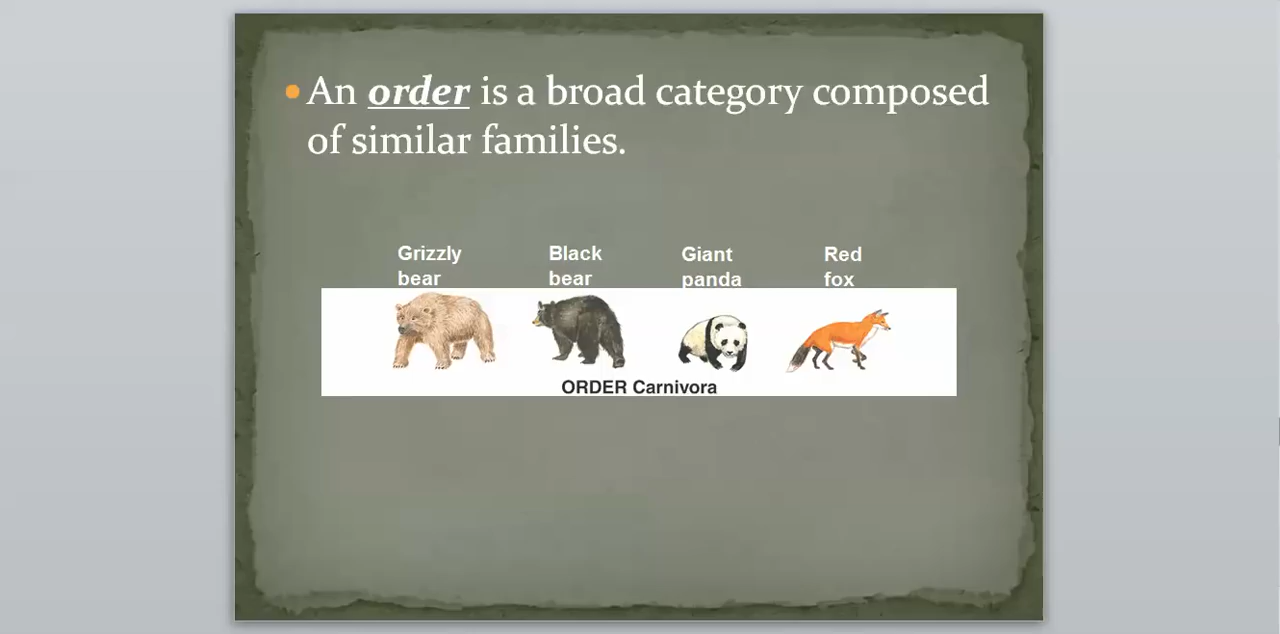 An order is a broad category composed
of similar families.
Grizzly bear
Black bear
Giant panda
Red fox
ORDER Carnivora